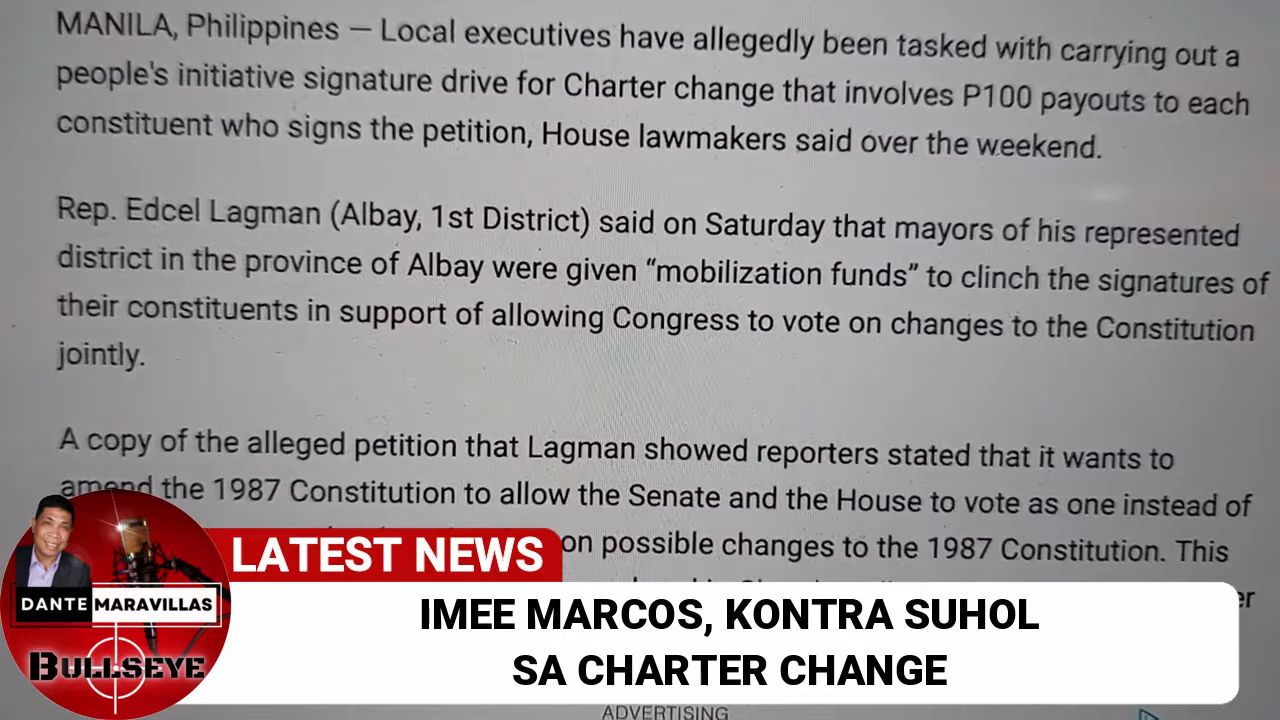 MANILA, Philippines — Local executives have allegedly been tasked with carrying out a
people's initiative signature drive for Charter change that involves P100 payouts to each
constituent who signs the petition, House lawmakers said over the weekend.
Rep. Edcel Lagman (Albay, 1st District) said on Saturday that mayors of his represented
district in the province of Albay were given “mobilization funds” to clinch the signatures of
their constituents in support of allowing Congress to vote on changes to the Constitution
jointly.
A copy of the alleged petition that Lagman showed reporters stated that it wants to
amend the 1987 Constitution to allow the Senate and the House to vote as one instead of
on possible changes to the 1987 Constitution. This
LATEST NEWS
DANTE MARAVILLAS
BULLSEYE
IMEE MARCOS, KONTRA SUHOL
SA CHARTER CHANGE
ADVERTISING